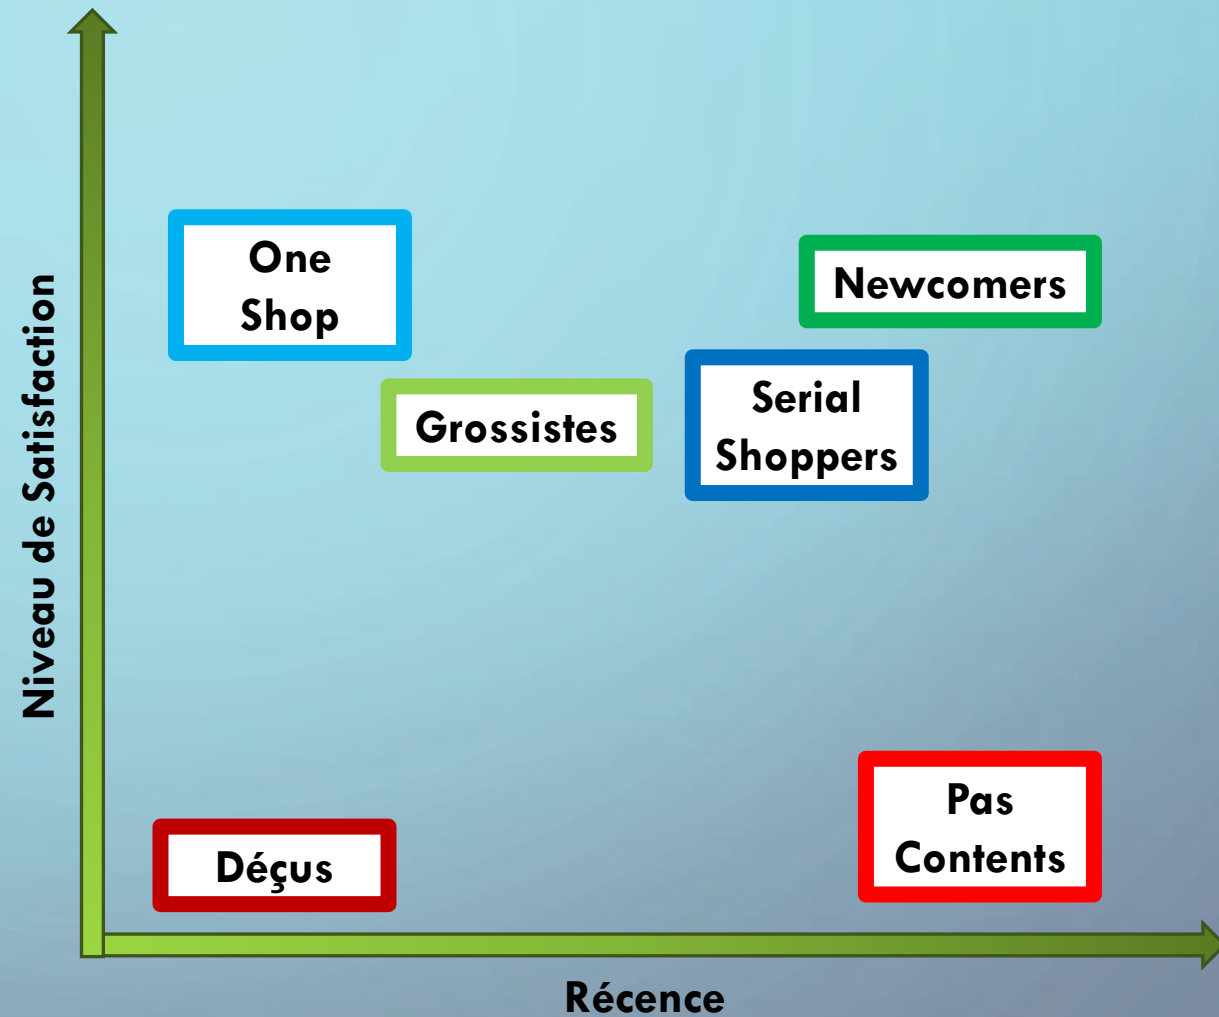 One
Shop
Newcomers
Serial
Shoppers
Grossistes
Niveau de Satisfaction
Pas
Contents
Déçus
Récence